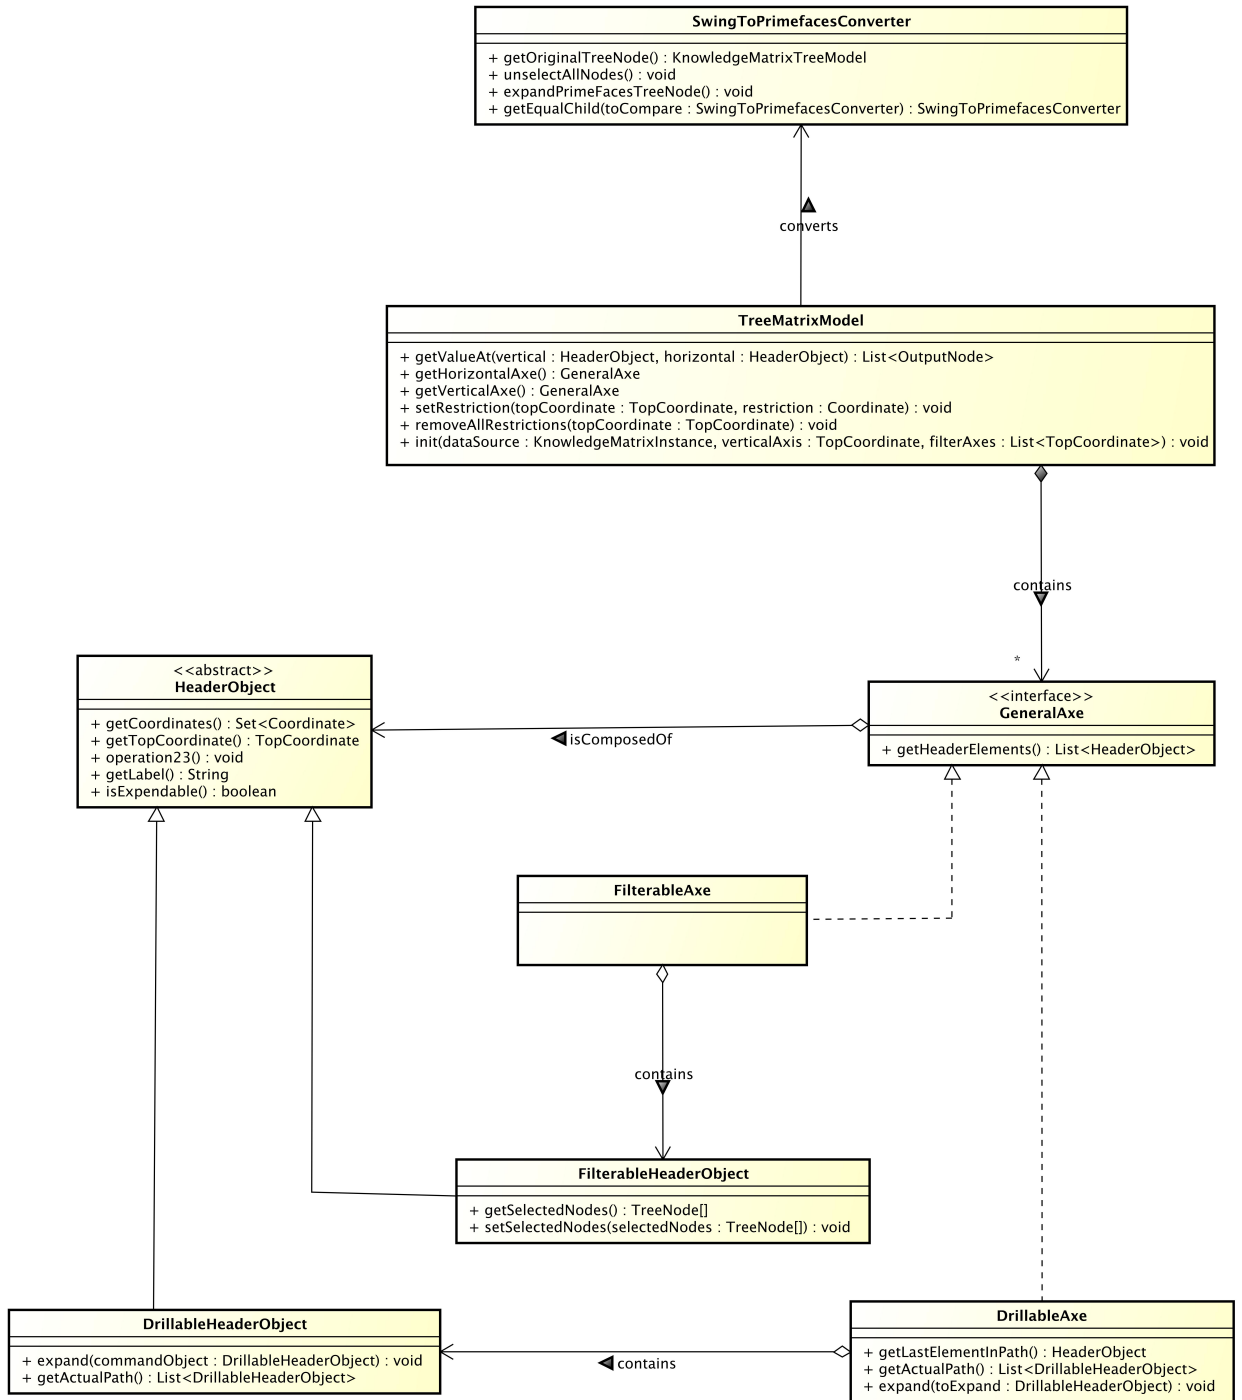 SwingToPrimefacesConverter
+ getOriginalTreeNode() : KnowledgeMatrixTreeModel
+ unselectAllNodes() : void
+ expandPrimeFacesTreeNode() : void
+ getEqualChild(toCompare : SwingToPrimefacesConverter) : SwingToPrimefacesConverter
converts
TreeMatrixModel
+ getValueAt(vertical : HeaderObject, horizontal : HeaderObject) : List<OutputNode>
+ getHorizontalAxe() : GeneralAxe
+ getVerticalAxe() : GeneralAxe
+ setRestriction(topCoordinate : TopCoordinate, restriction : Coordinate) : void
+ removeAllRestrictions(topCoordinate : TopCoordinate) : void
+ init(dataSource : KnowledgeMatrixInstance, verticalAxis : TopCoordinate, filterAxes : List<TopCoordinate>) : void
contains
*
<<abstract>>
HeaderObject
+ getCoordinates() : Set<Coordinate>
+ getTopCoordinate() : TopCoordinate
+ operation23() : void
+ getLabel() : String
+ isExpendable() : boolean
isComposedOf
<<interface>>
GeneralAxe
+ getHeaderElements() : List<HeaderObject>
FilterableAxe
contains
FilterableHeaderObject
+ getSelectedNodes() : TreeNode[]
+ setSelectedNodes(selectedNodes : TreeNode[]) : void
DrillableHeaderObject
+ expand(commandObject : DrillableHeaderObject) : void
+ getActualPath() : List<DrillableHeaderObject>
contains
DrillableAxe
+ getLastElementInPath() : HeaderObject
+ getActualPath() : List<DrillableHeaderObject>
+ expand(toExpand : DrillableHeaderObject) : void